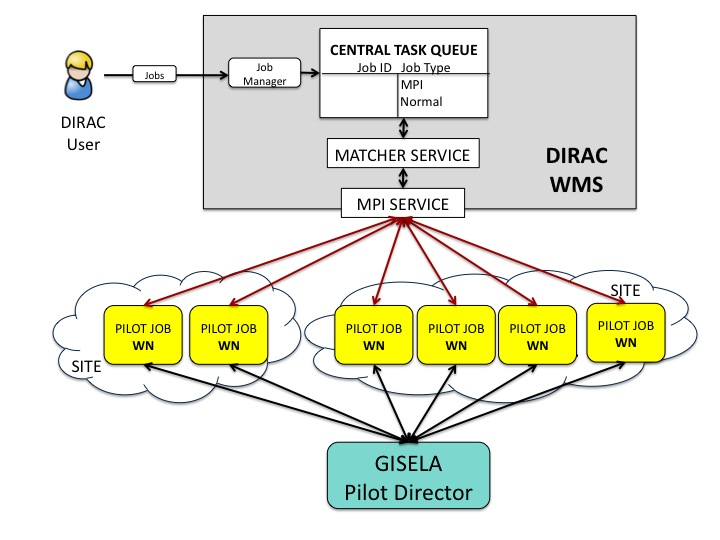 CENTRAL TASK QUEUE
Job ID Job Type
MPI
Normal
Jobs
Job
Manager
DIRAC
User
MATCHER SERVICE
DIRAC
WMS
MPI SERVICE
SITE
PILOT JOB
WN
PILOT JOB
WN
PILOT JOB
WN
PILOT JOB
WN
PILOT JOB
WN
PILOT JOB
WN
SITE
GISELA
Pilot Director